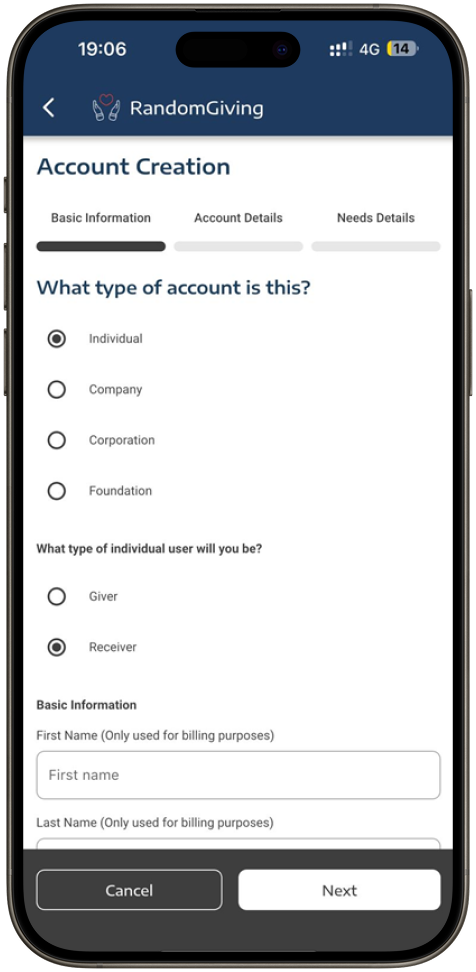 19:06 4G 14
RandomGiving
Account Creation
Basic Information Account Details Needs Details
What type of account is this?
Individual
Company
Corporation
Foundation
What type of individual user will you be?
Giver
Receiver
Basic Information
First Name (Only used for billing purposes)
First name
Last Name (Only used for billing purposes)
Cancel Next